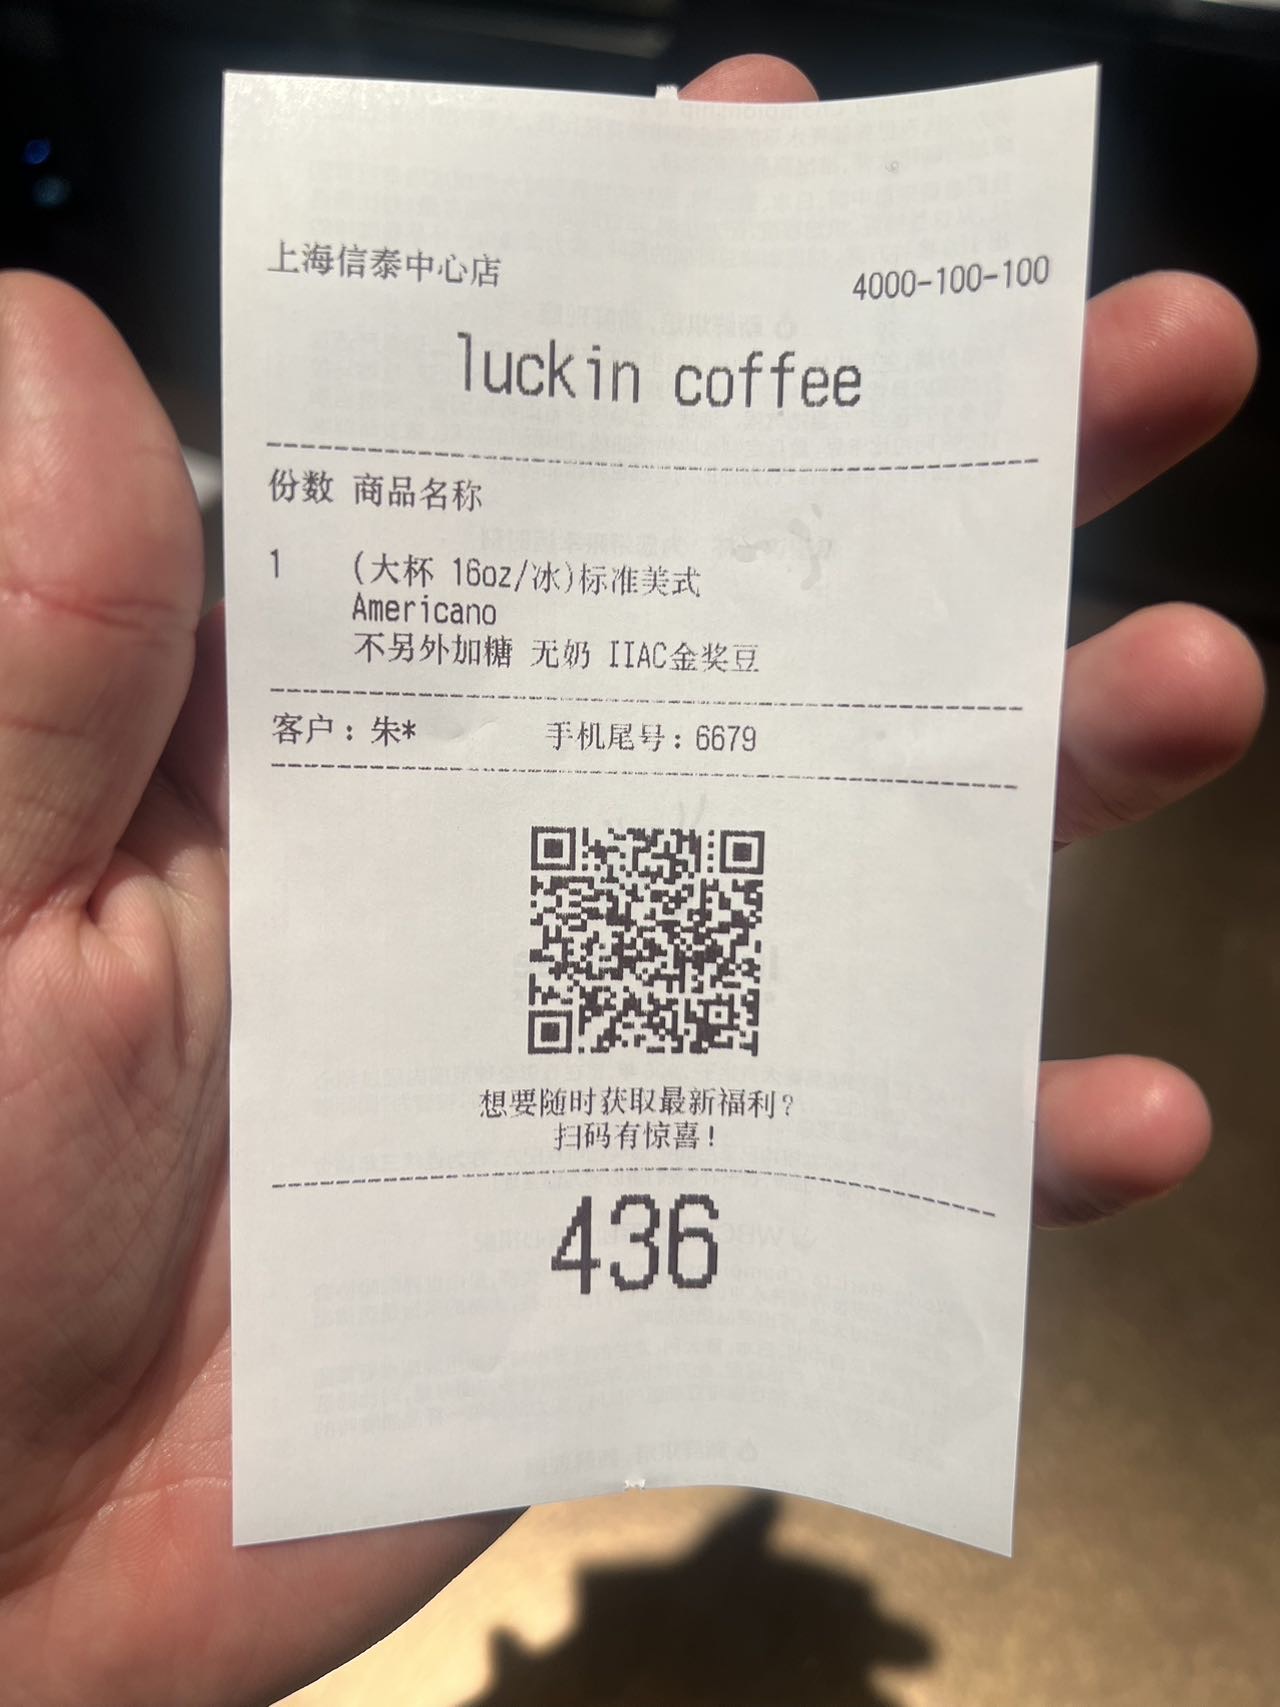 上海信泰中心店 4000-100-100
luckin coffee
份数 商品名称
1 (大杯 16oz/冰)标准美式
Americano
不另外加糖 无奶 IIAC金奖豆
客户：朱* 手机尾号：6679
想要随时获取最新福利?
扫码有惊喜!
436